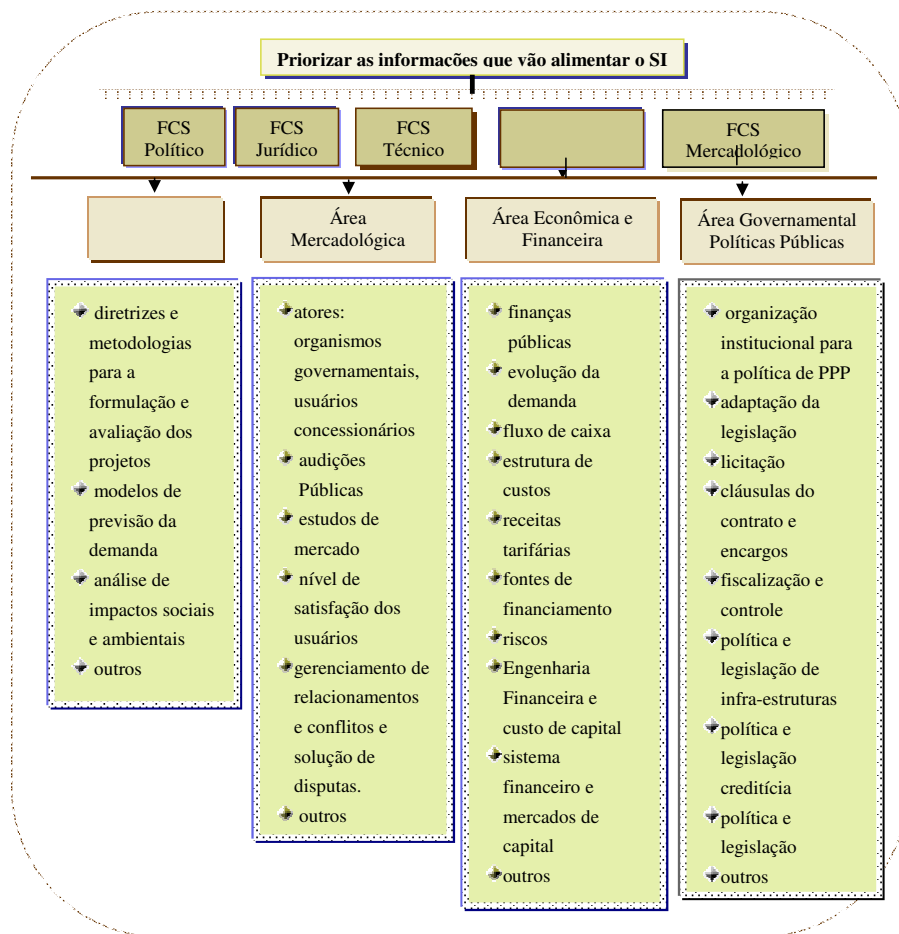 Priorizar as informações que vão alimentar o SI
FCS
Político
FCS
Jurídico
FCS
Técnico
FCS
Mercadológico
Área
Mercadológica
Área Econômica e
Financeira
Área Governamental
Políticas Públicas
diretrizes e
metodologias
para a
formulação e
avaliação dos
projetos
modelos de
previsão da
demanda
análise de
impactos sociais
e ambientais
outros
atores:
organismos
governamentais,
usuários
concessionários
audições
Públicas
estudos de
mercado
nível de
satisfação dos
usuários
gerenciamento de
relacionamentos
e conflitos e
solução de
disputas.
outros
finanças
públicas
evolução da
demanda
fluxo de caixa
estrutura de
custos
receitas
tarifárias
fontes de
financiamento
riscos
Engenharia
Financeira e
custo de capital
sistema
financeiro e
mercados de
capital
outros
organização
institucional para
a política de PPP
adaptação da
legislação
licitação
cláusulas do
contrato e
encargos
fiscalização e
controle
política e
legislação de
infra-estruturas
política e
legislação
creditícia
política e
legislação
outros